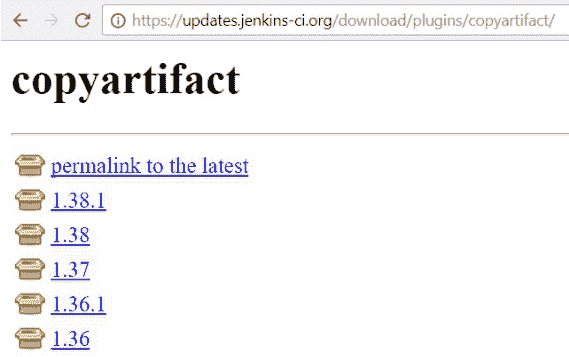 https://updates.jenkins-ci.org/download/plugins/copyartifact/
copyartifact
permalink to the latest
1.38.1
1.38
1.37
1.36.1
1.36